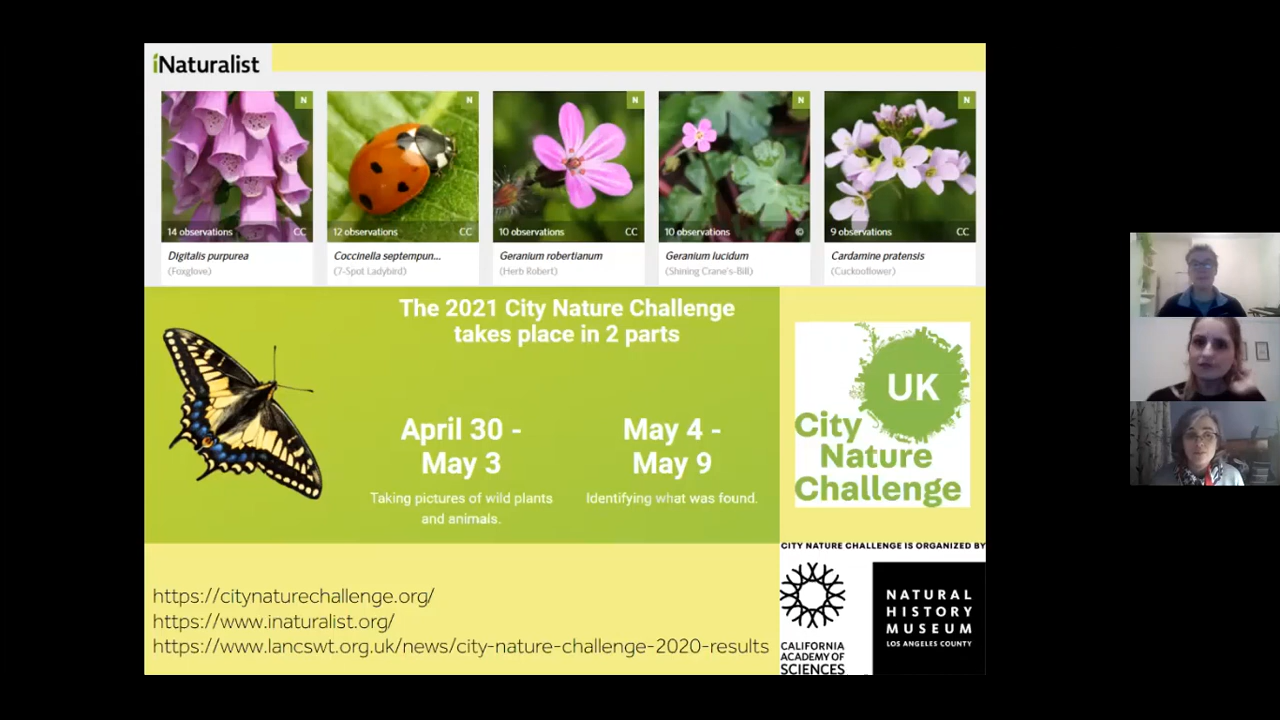 iNaturalist
N
N
N
N
N
14 observations CC
12 observations CC
10 observations CC
10 observations ©
9 observations CC
Digitalis purpurea
(Foxglove)
Coccinella septempun...
(7-Spot Ladybird)
Geranium robertianum
(Herb Robert)
Geranium lucidum
(Shining Crane's-Bill)
Cardamine pratensis
(Cuckooflower)
The 2021 City Nature Challenge
takes place in 2 parts
April 30 -
May 3
Taking pictures of wild plants
and animals.
May 4 -
May 9
Identifying what was found.
UK
City
Nature
Challenge
CITY NATURE CHALLENGE IS ORGANIZED BY
CALIFORNIA
ACADEMY OF
SCIENCES
NATURAL
HISTORY
MUSEUM
LOS ANGELES COUNTY
https://citynaturechallenge.org/
https://www.inaturalist.org/
https://www.lancswt.org.uk/news/city-nature-challenge-2020-results